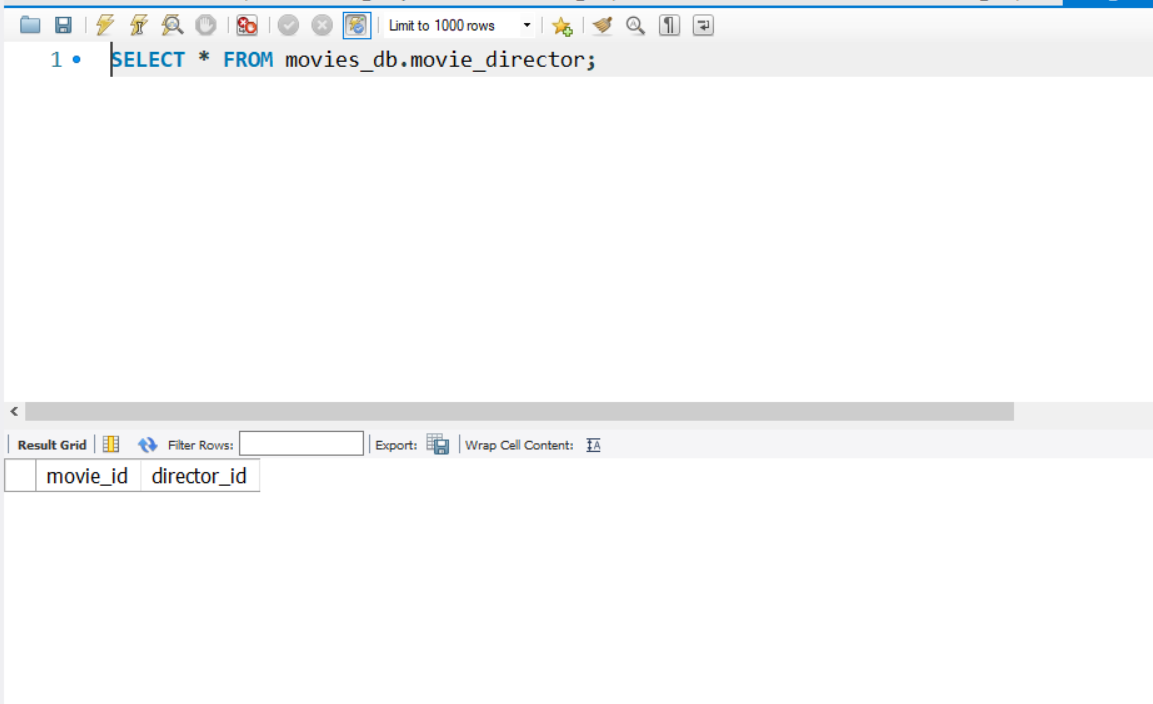 Limit to 1000 rows
1 SELECT * FROM movies_db.movie_director;
Result Grid Filter Rows: Export: Wrap Cell Content: IA
movie_id director_id